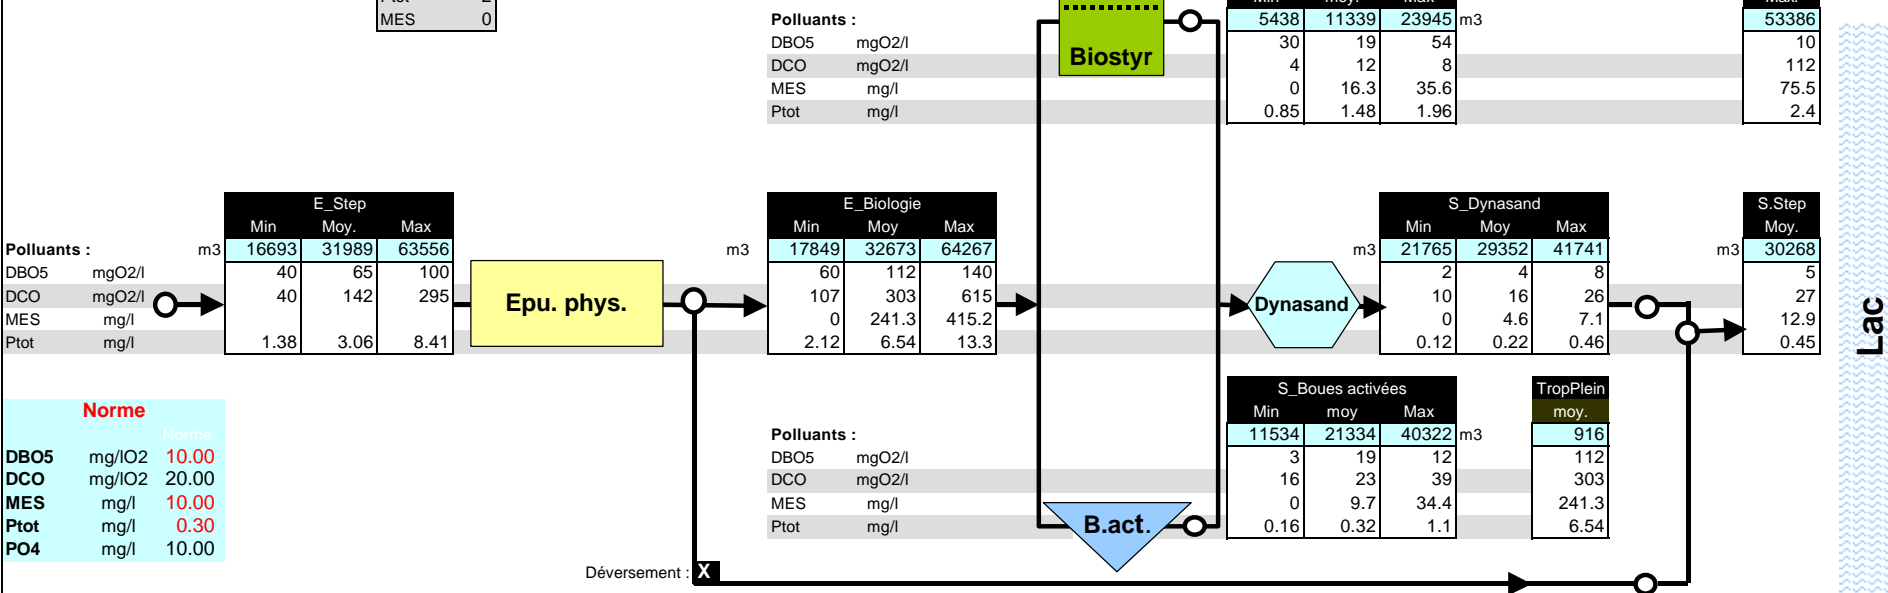 MES 0
Polluants :
5438 11339 23945 m3
53386
DBO5 mgO2/l 30 19 54 10
DCO mgO2/l 4 12 8 112
MES mg/l 0 16.3 35.6 75.5
Ptot mg/l 0.85 1.48 1.96 2.4
Biostyr
E_Step
Min Moy. Max
Polluants : m3 16693 31989 63556
DBO5 mgO2/l 40 65 100
DCO mgO2/l 40 142 295
MES mg/l
Ptot mg/l 1.38 3.06 8.41
Epu. phys.
E_Biologie
Min Moy Max
m3 17849 32673 64267
60 112 140
107 303 615
0 241.3 415.2
2.12 6.54 13.3
Dynasand
S_Dynasand
Min Moy Max
m3 21765 29352 41741
2 4 8
10 16 26
0 4.6 7.1
0.12 0.22 0.46
S.Step
Moy.
m3 30268
5
27
12.9
0.45
Lac
Norme
Norme
DBO5 mg/lO2 10.00
DCO mg/lO2 20.00
MES mg/l 10.00
Ptot mg/l 0.30
PO4 mg/l 10.00
S_Boues activées
Min moy Max
Polluants :
11534 21334 40322 m3
DBO5 mgO2/l 3 19 12
DCO mgO2/l 16 23 39
MES mg/l 0 9.7 34.4
Ptot mg/l 0.16 0.32 1.1
TropPlein
moy.
916
112
303
241.3
6.54
B.act.
Déversement : X